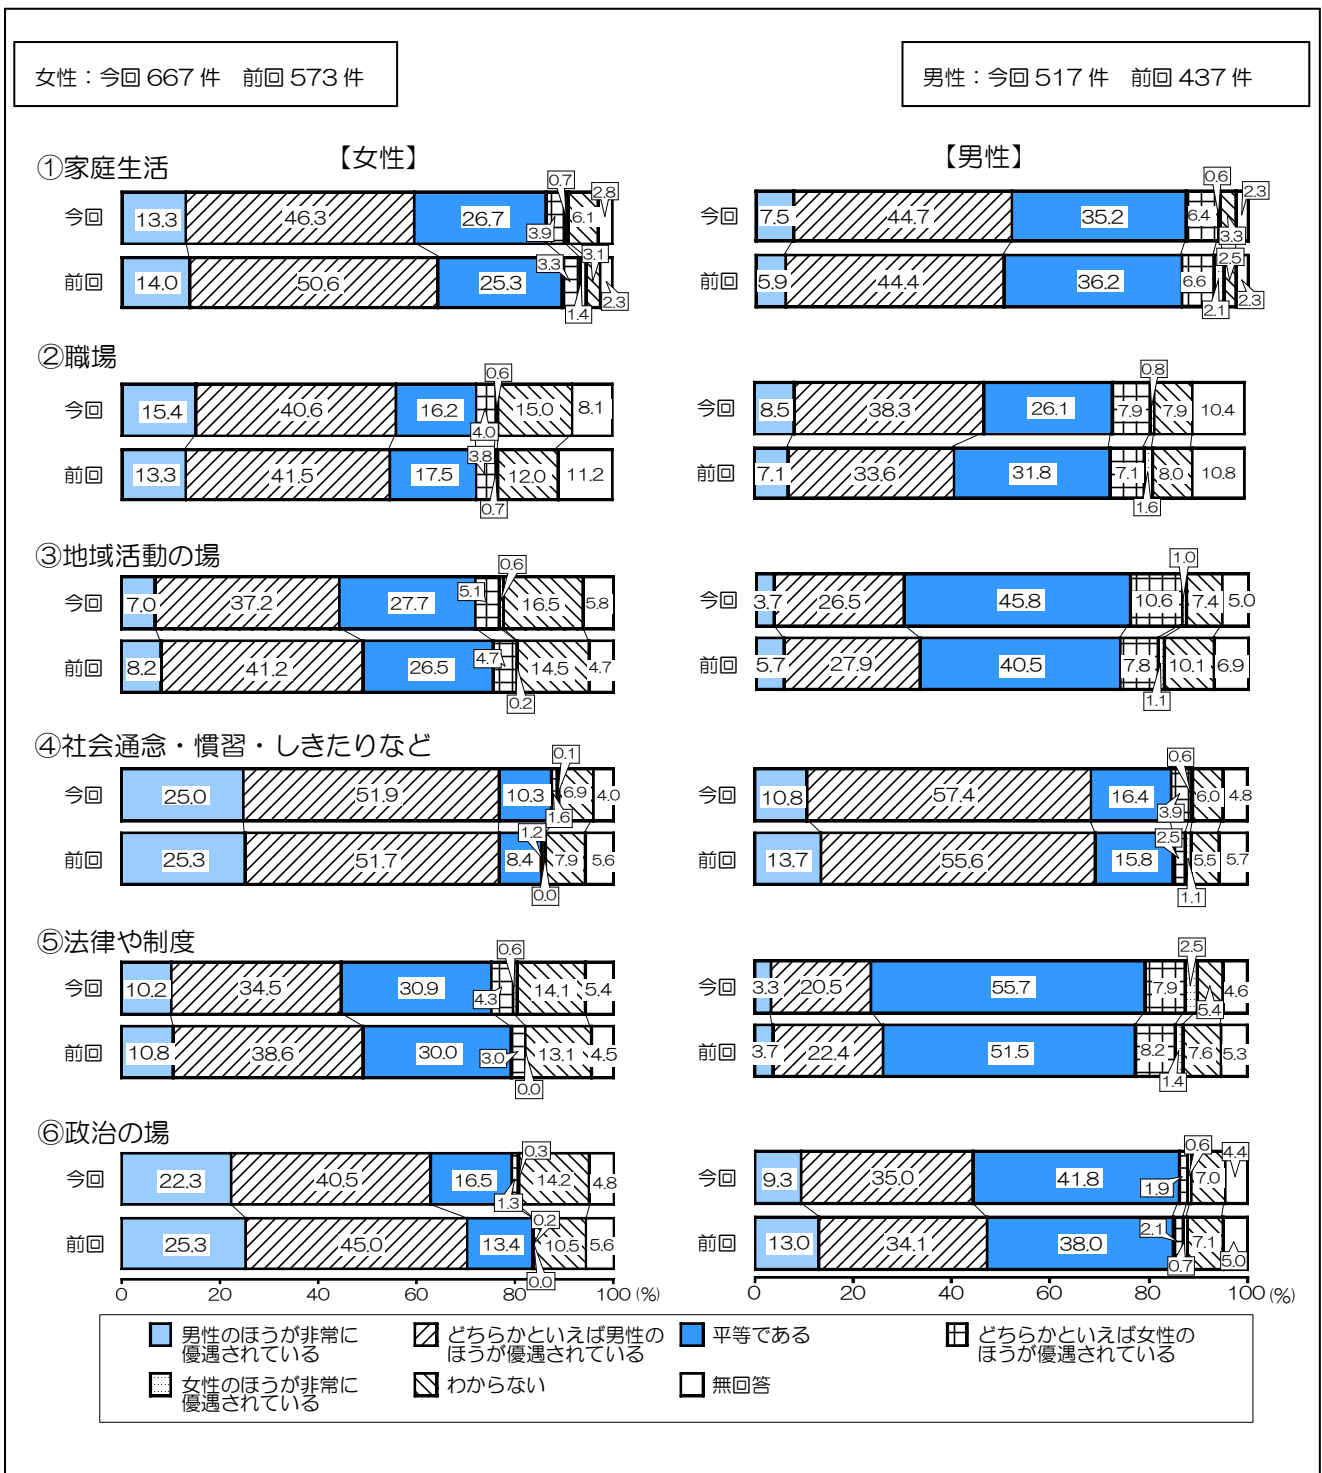 女性：今回 667 件　前回 573 件
男性：今回 517 件　前回 437 件
【女性】
【男性】
①家庭生活
今回 13.3 46.3 26.7 3.9 0.7 6.1 2.8
前回 14.0 50.6 25.3 3.3 1.4 3.1 2.3
今回 7.5 44.7 35.2 6.4 0.6 3.3 2.3
前回 5.9 44.4 36.2 6.6 2.1 2.5 2.3
②職場
今回 15.4 40.6 16.2 4.0 0.6 15.0 8.1
前回 13.3 41.5 17.5 3.8 0.7 12.0 11.2
今回 8.5 38.3 26.1 7.9 0.8 7.9 10.4
前回 7.1 33.6 31.8 7.1 1.6 8.0 10.8
③地域活動の場
今回 7.0 37.2 27.7 5.1 0.6 16.5 5.8
前回 8.2 41.2 26.5 4.7 0.2 14.5 4.7
今回 3.7 26.5 45.8 10.6 1.0 7.4 5.0
前回 5.7 27.9 40.5 7.8 1.1 10.1 6.9
④社会通念・慣習・しきたりなど
今回 25.0 51.9 10.3 1.6 0.1 6.9 4.0
前回 25.3 51.7 8.4 1.2 0.0 7.9 5.6
今回 10.8 57.4 16.4 3.9 0.6 6.0 4.8
前回 13.7 55.6 15.8 2.5 1.1 5.5 5.7
⑤法律や制度
今回 10.2 34.5 30.9 4.3 0.6 14.1 5.4
前回 10.8 38.6 30.0 3.0 0.0 13.1 4.5
今回 3.3 20.5 55.7 7.9 2.5 5.4 4.6
前回 3.7 22.4 51.5 8.2 1.4 7.6 5.3
⑥政治の場
今回 22.3 40.5 16.5 1.3 0.3 14.2 4.8
前回 25.3 45.0 13.4 0.2 0.0 10.5 5.6
今回 9.3 35.0 41.8 1.9 0.6 7.0 4.4
前回 13.0 34.1 38.0 2.1 0.7 7.1 5.0
0 20 40 60 80 100 (%)
0 20 40 60 80 100 (%)
男性のほうが非常に
優遇されている
どちらかといえば男性の
ほうが優遇されている
平等である
どちらかといえば女性の
ほうが優遇されている
女性のほうが非常に
優遇されている
わからない
無回答